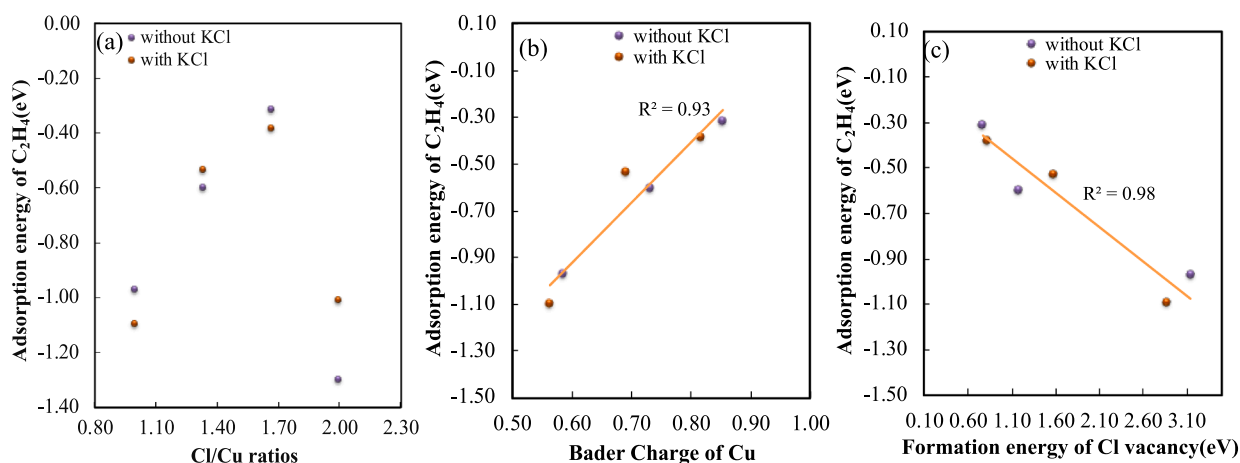 (a)
without KCl
with KCl
0.00
-0.20
-0.40
-0.60
-0.80
-1.00
-1.20
-1.40
0.80 1.10 1.40 1.70 2.00 2.30
Adsorption energy of C₂H₄(eV)
Cl/Cu ratios
(b)
without KCl
with KCl
R² = 0.93
0.10
-0.10
-0.30
-0.50
-0.70
-0.90
-1.10
-1.30
-1.50
0.50 0.60 0.70 0.80 0.90 1.00
Adsorption energy of C₂H₄(eV)
Bader Charge of Cu
(c)
without KCl
with KCl
R² = 0.98
0.10
-0.10
-0.30
-0.50
-0.70
-0.90
-1.10
-1.30
-1.50
0.10 0.60 1.10 1.60 2.10 2.60 3.10
Adsorption energy of C₂H₄(eV)
Formation energy of Cl vacancy(eV)